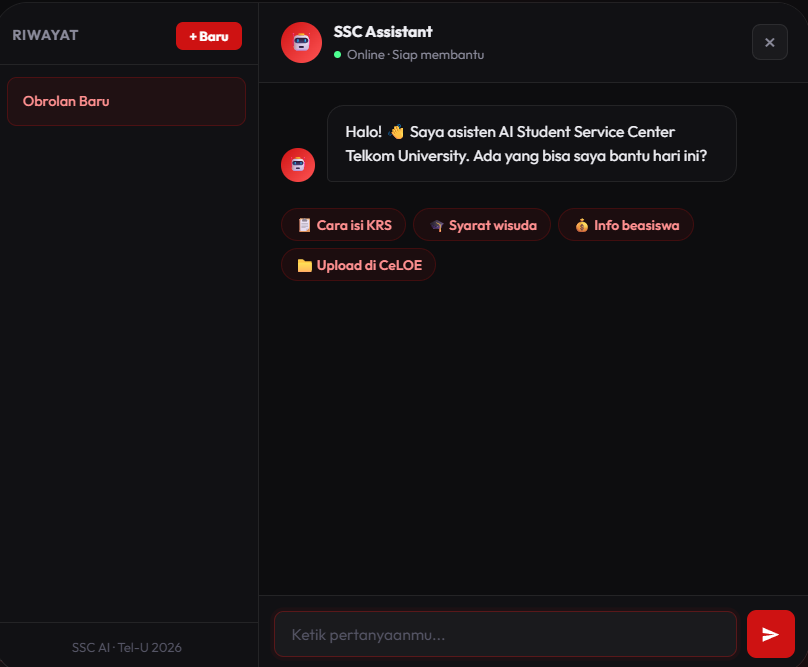 RIWAYAT
+ Baru
Obrolan Baru
SSC AI · Tel-U 2026
SSC Assistant
Online · Siap membantu
×
Halo! 👋 Saya asisten AI Student Service Center
Telkom University. Ada yang bisa saya bantu hari ini?
📋 Cara isi KRS
🎓 Syarat wisuda
💰 Info beasiswa
📁 Upload di CeLOE
Ketik pertanyaanmu...